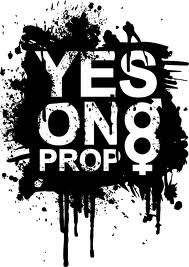 YES
ON
PROP 8